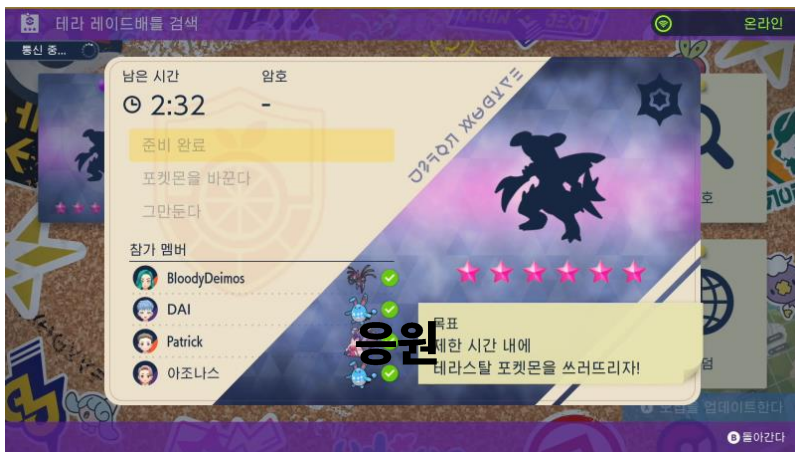 테라 레이드배틀 검색
온라인
통신 중...
남은 시간
암호
2:32
-
준비 완료
포켓몬을 바꾼다
그만둔다
참가 멤버
BloodyDeimos
DAI
Patrick
아조나스
응원
목표
제한 시간 내에
테라스탈 포켓몬을 쓰러뜨리자!
호
덤
업데이트한다
B 돌아간다